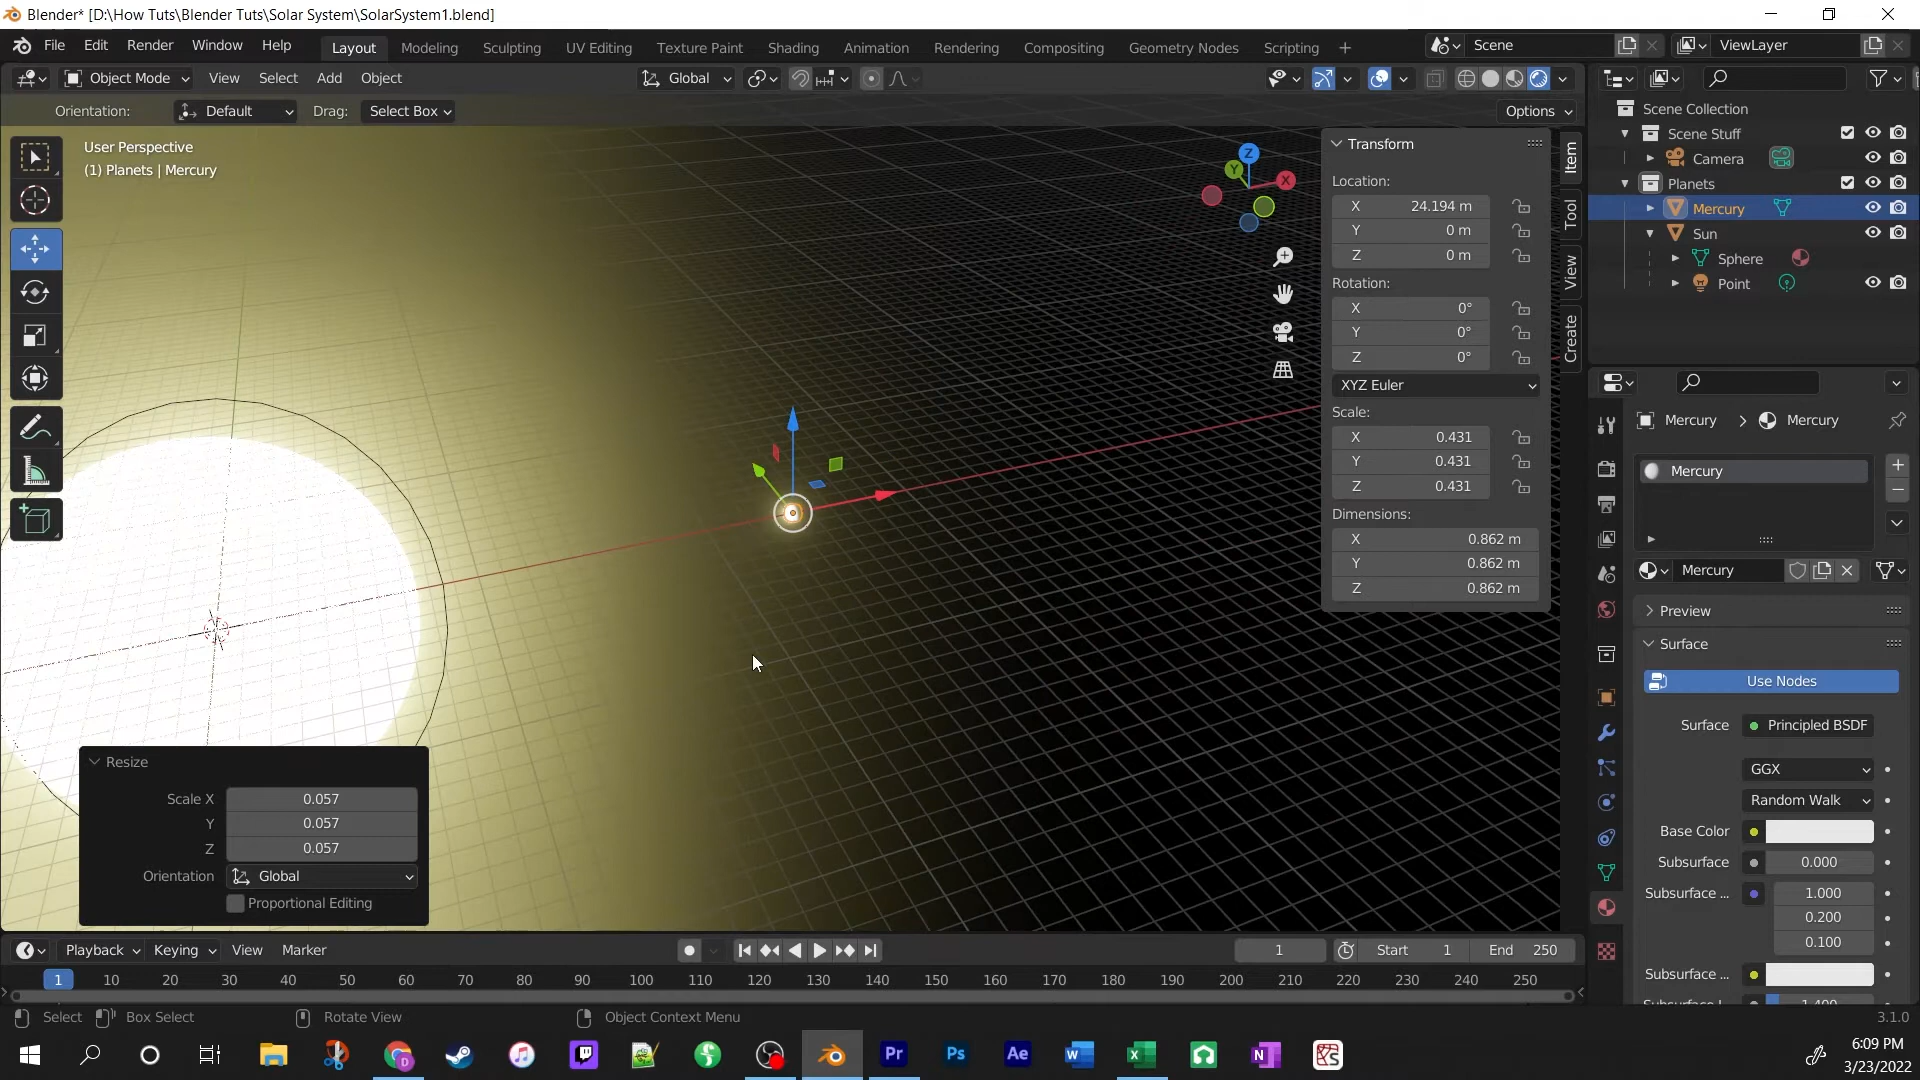 Blender* [D:\How Tuts\Blender Tuts\Solar System\SolarSystem1.blend]
File Edit Render Window Help Layout Modeling Sculpting UV Editing Texture Paint Shading Animation Rendering Compositing Geometry Nodes Scripting + Scene ViewLayer
Object Mode View Select Add Object Global
Orientation: Default Drag: Select Box Options
User Perspective
(1) Planets | Mercury
Z
Y
X
Transform
Location:
X 24.194 m
Y 0 m
Z 0 m
Rotation:
X 0°
Y 0°
Z 0°
XYZ Euler
Scale:
X 0.431
Y 0.431
Z 0.431
Dimensions:
X 0.862 m
Y 0.862 m
Z 0.862 m
Item
Tool
View
Create
Scene Collection
Scene Stuff
Camera
Planets
Mercury
Sun
Sphere
Point
Mercury > Mercury
Mercury
Mercury
Preview
Surface
Use Nodes
Surface Principled BSDF
GGX
Random Walk
Base Color
Subsurface 0.000
Subsurface ... 1.000
0.200
0.100
Subsurface ...
Resize
Scale X 0.057
Y 0.057
Z 0.057
Orientation Global
Proportional Editing
Playback Keying View Marker 1 Start 1 End 250
1 10 20 30 40 50 60 70 80 90 100 110 120 130 140 150 160 170 180 190 200 210 220 230 240 250
Select Box Select Rotate View Object Context Menu 3.1.0
Pr Ps Ae W X N
6:09 PM
3/23/2022